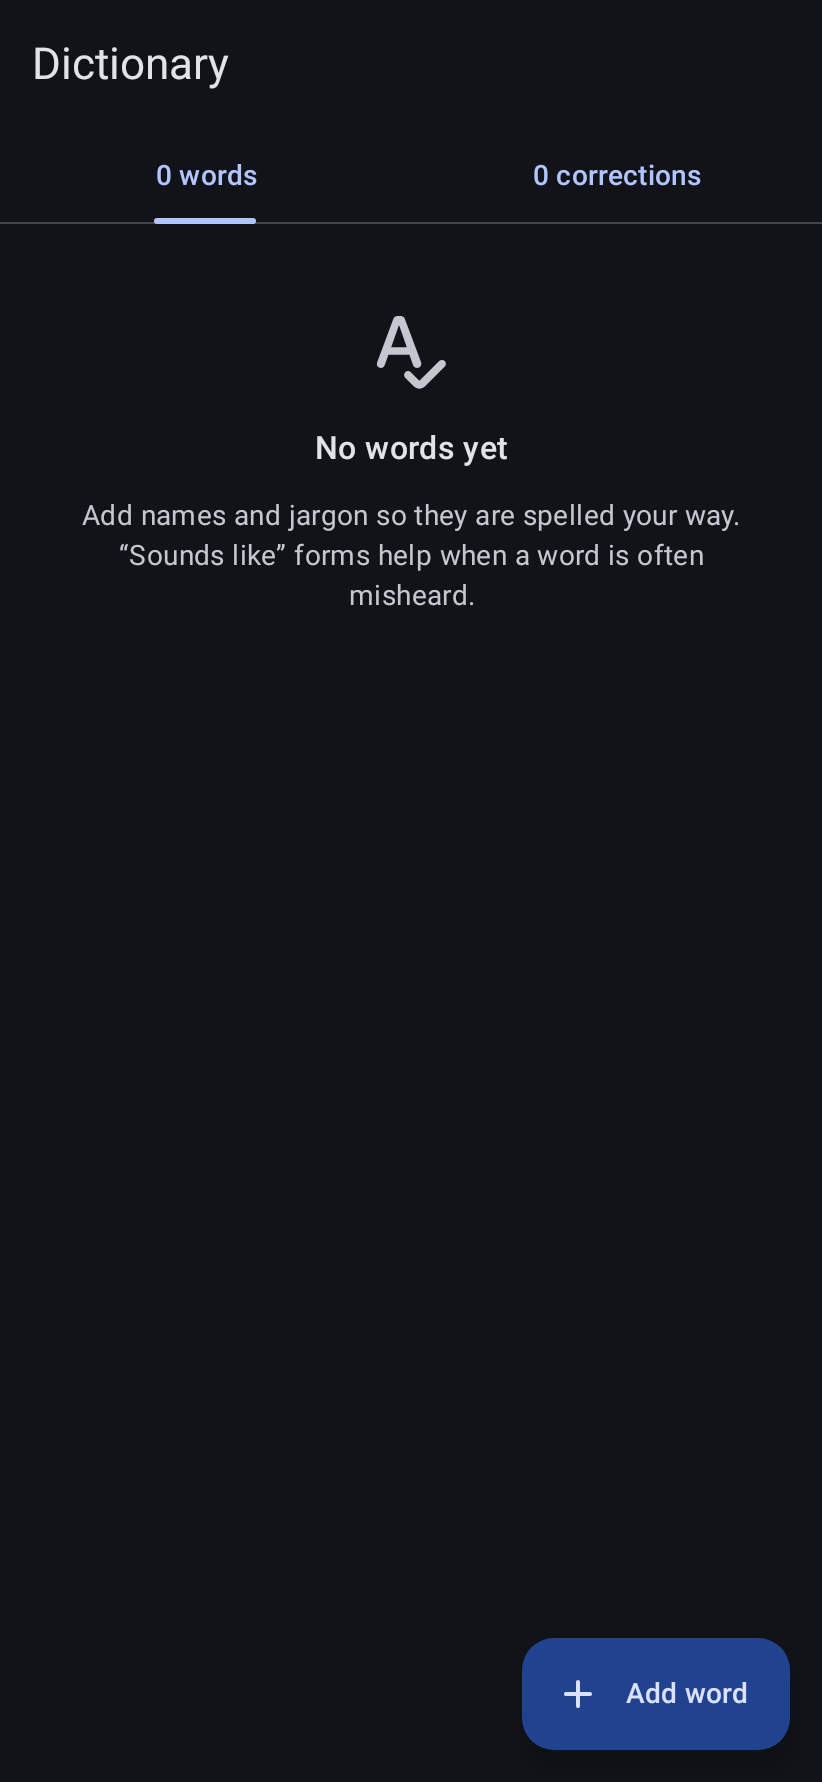 Dictionary
0 words
0 corrections
No words yet
Add names and jargon so they are spelled your way.
“Sounds like” forms help when a word is often
misheard.
Add word